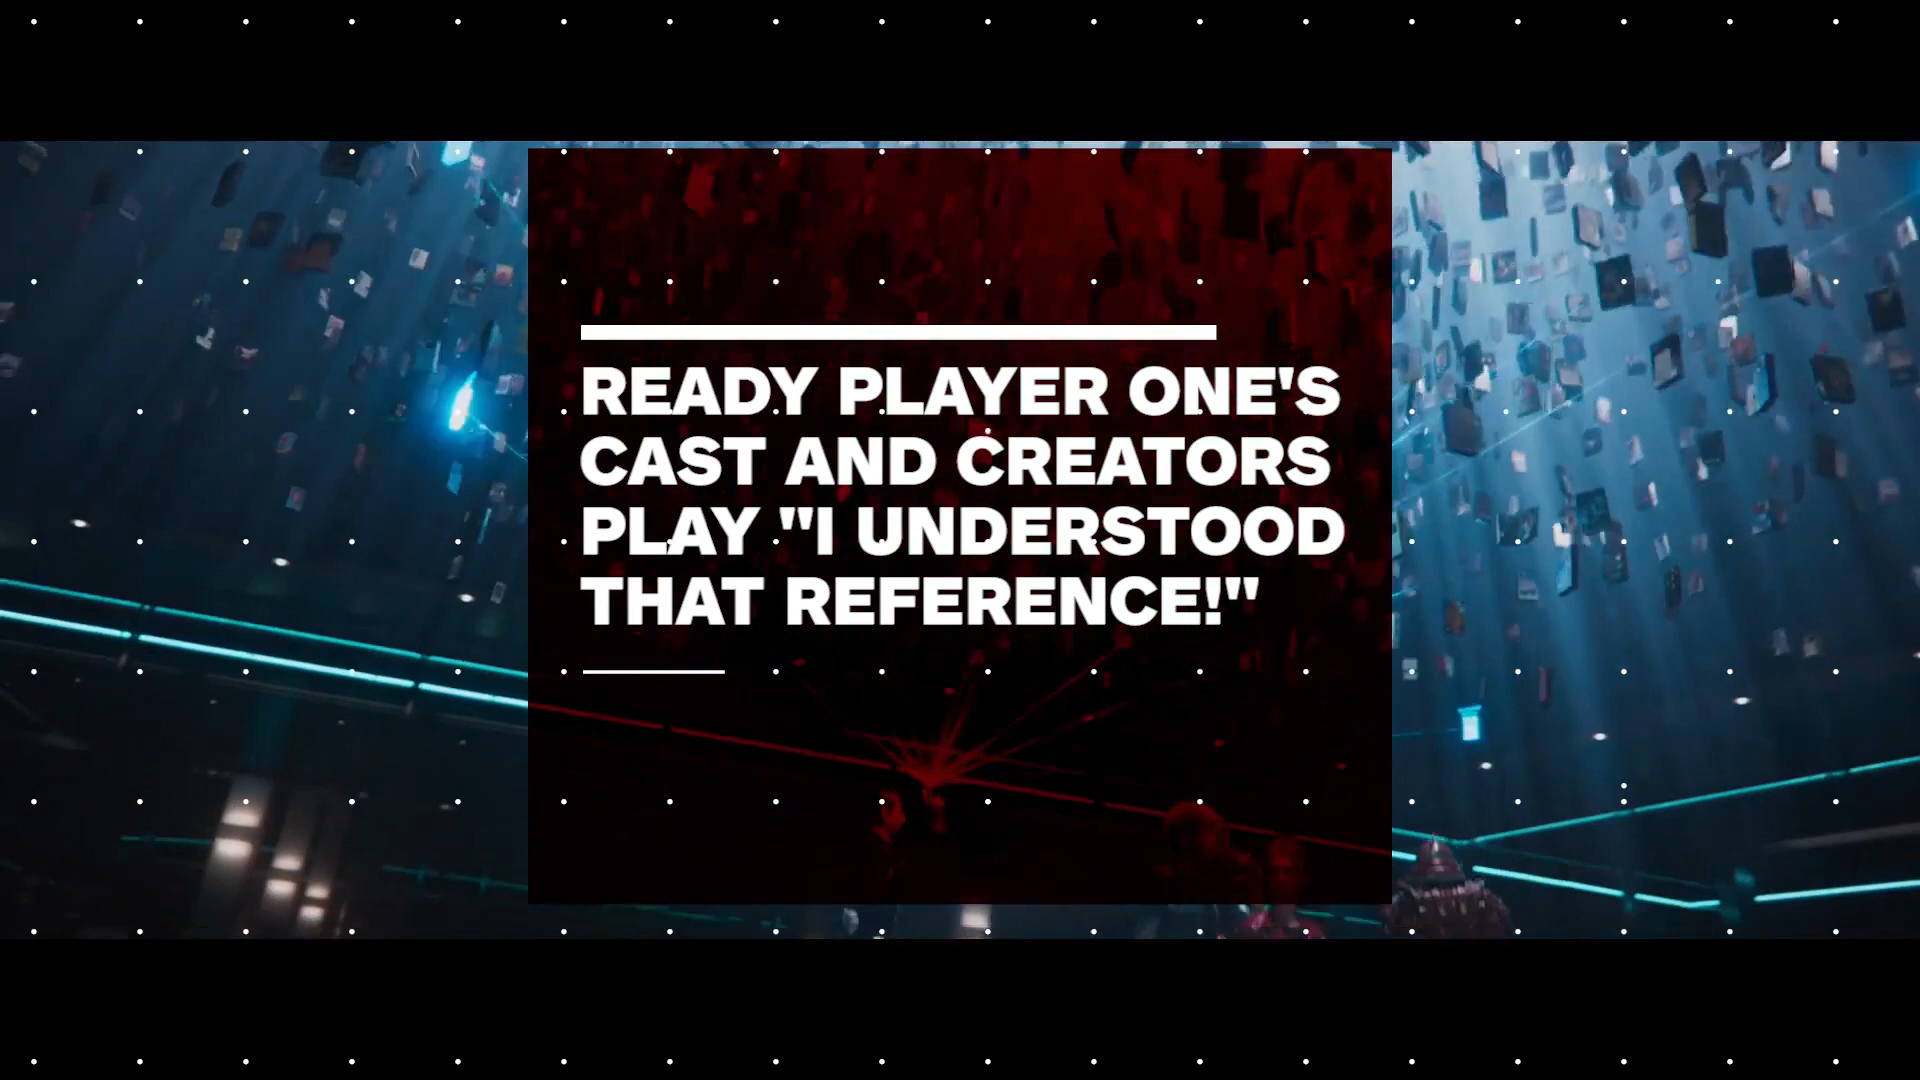 READY PLAYER ONE'S
CAST AND CREATORS
PLAY "I UNDERSTOOD
THAT REFERENCE!"